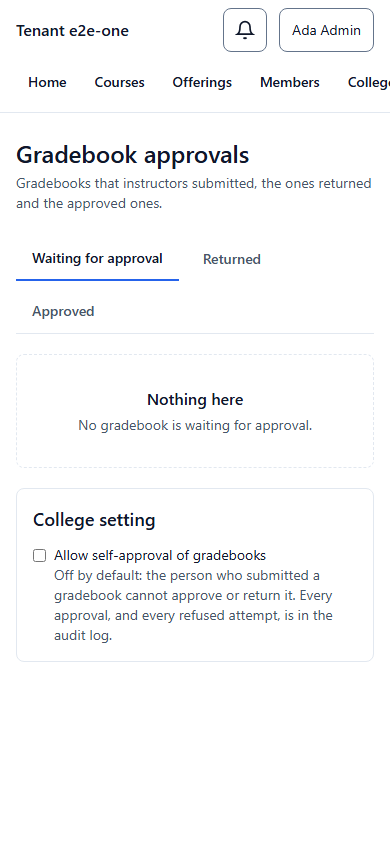 Tenant e2e-one
Ada Admin
Home Courses Offerings Members College
Gradebook approvals
Gradebooks that instructors submitted, the ones returned
and the approved ones.
Waiting for approval Returned
Approved
Nothing here
No gradebook is waiting for approval.
College setting
Allow self-approval of gradebooks
Off by default: the person who submitted a
gradebook cannot approve or return it. Every
approval, and every refused attempt, is in the
audit log.